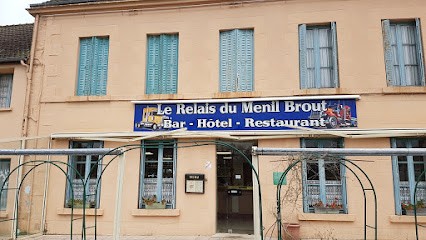 Le Relais du Menil Brout
Bar - Hôtel - Restaurant